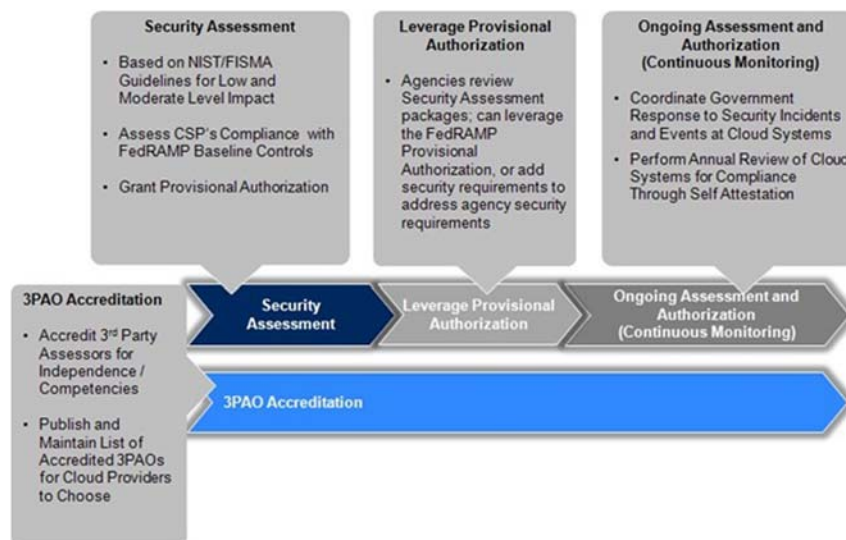 Security Assessment
• Based on NIST/FISMA
Guidelines for Low and
Moderate Level Impact
• Assess CSP's Compliance with
FedRAMP Baseline Controls
• Grant Provisional Authorization
Leverage Provisional
Authorization
• Agencies review
Security Assessment
packages; can leverage
the FedRAMP
Provisional
Authorization, or add
security requirements to
address agency security
requirements
Ongoing Assessment and
Authorization
(Continuous Monitoring)
• Coordinate Government
Response to Security Incidents
and Events at Cloud Systems
• Perform Annual Review of Cloud
Systems for Compliance
Through Self Attestation
3PAO Accreditation
• Accredit 3rd Party
Assessors for
Independence /
Competencies
• Publish and
Maintain List of
Accredited 3PAOs
for Cloud Providers
to Choose
Security
Assessment
Leverage Provisional
Authorization
Ongoing Assessment and
Authorization
(Continuous Monitoring)
3PAO Accreditation